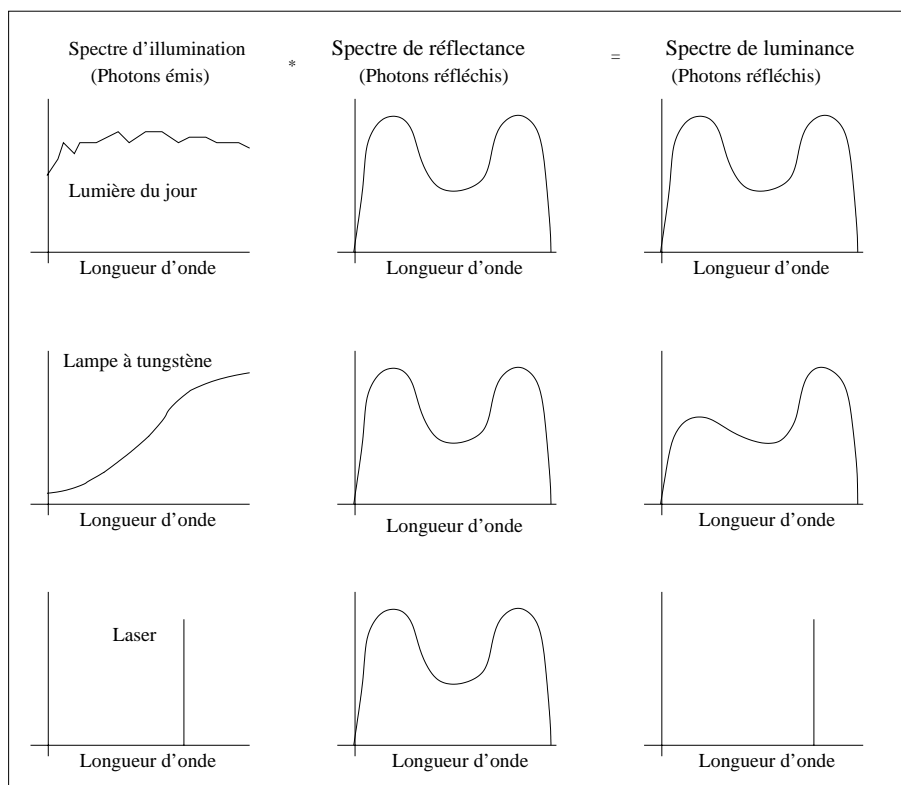 Spectre d'illumination
(Photons émis)
*
Spectre de réflectance
(Photons réfléchis)
=
Spectre de luminance
(Photons réfléchis)
Lumière du jour
Longueur d'onde
Longueur d'onde
Longueur d'onde
Lampe à tungstène
Longueur d'onde
Longueur d'onde
Longueur d'onde
Laser
Longueur d'onde
Longueur d'onde
Longueur d'onde